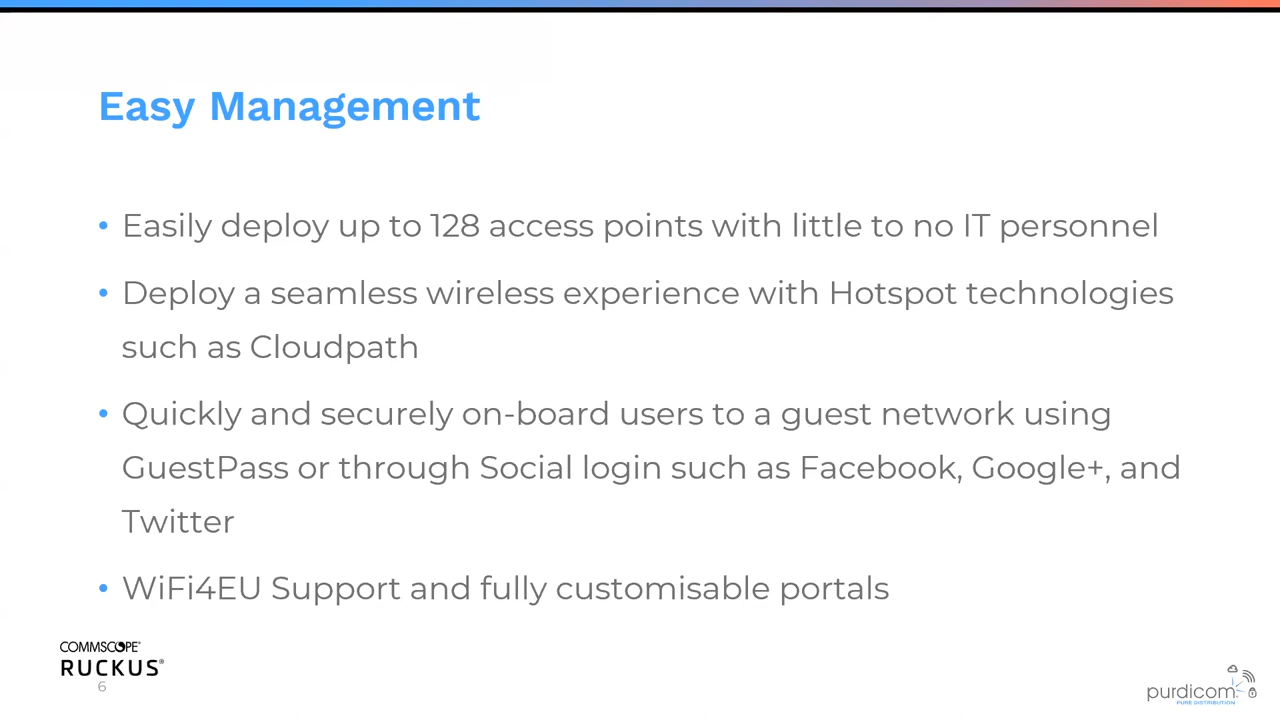 Easy Management
• Easily deploy up to 128 access points with little to no IT personnel
• Deploy a seamless wireless experience with Hotspot technologies
such as Cloudpath
• Quickly and securely on-board users to a guest network using
GuestPass or through Social login such as Facebook, Google+, and
Twitter
• WiFi4EU Support and fully customisable portals
COMMSCOPE®
RUCKUS®
6
purdicom
PURE DISTRIBUTION